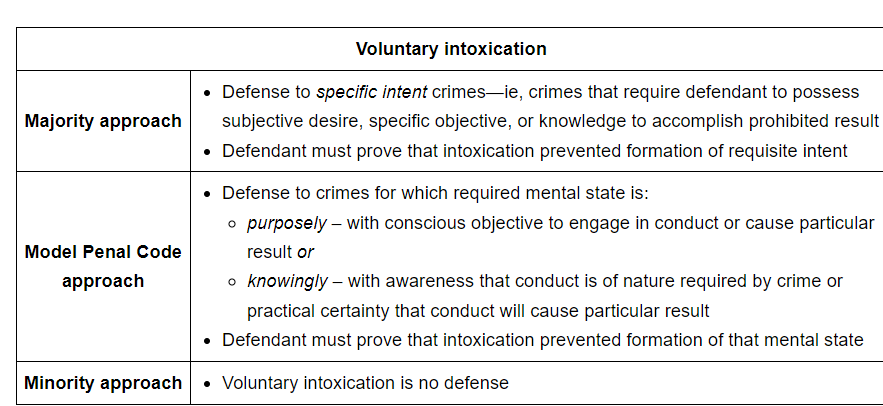 Voluntary intoxication
Majority approach
• Defense to specific intent crimes—ie, crimes that require defendant to possess
subjective desire, specific objective, or knowledge to accomplish prohibited result
• Defendant must prove that intoxication prevented formation of requisite intent
Model Penal Code
approach
• Defense to crimes for which required mental state is:
○ purposely – with conscious objective to engage in conduct or cause particular
result or
○ knowingly – with awareness that conduct is of nature required by crime or
practical certainty that conduct will cause particular result
• Defendant must prove that intoxication prevented formation of that mental state
Minority approach
• Voluntary intoxication is no defense